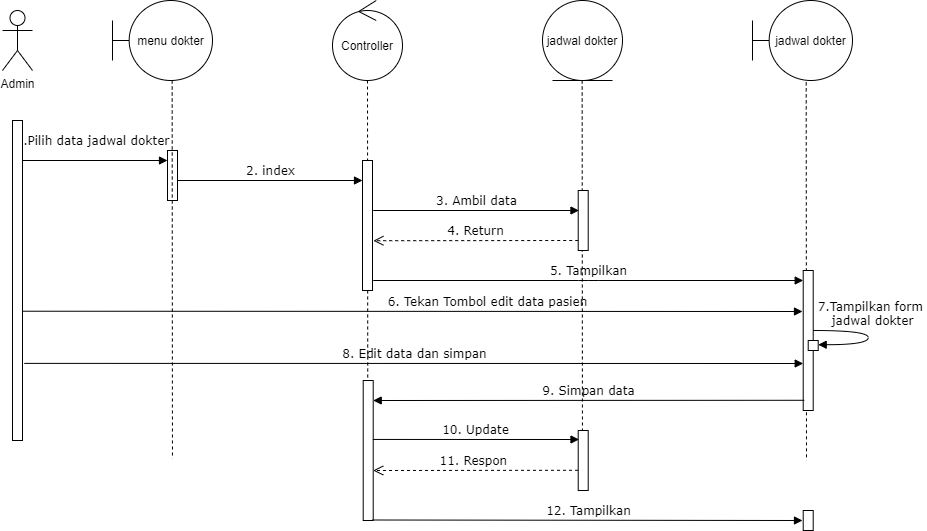 menu dokter
Controller
jadwal dokter
jadwal dokter
Admin
.Pilih data jadwal dokter
2. index
3. Ambil data
4. Return
5. Tampilkan
6. Tekan Tombol edit data pasien
7.Tampilkan form
jadwal dokter
8. Edit data dan simpan
9. Simpan data
10. Update
11. Respon
12. Tampilkan